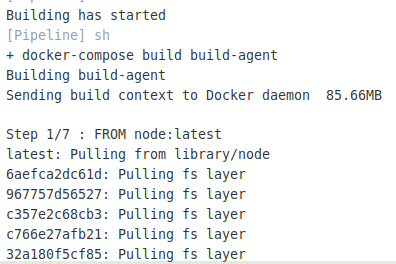 Building has started
[Pipeline] sh
+ docker-compose build build-agent
Building build-agent
Sending build context to Docker daemon  85.66MB
Step 1/7 : FROM node:latest
latest: Pulling from library/node
6aefca2dc61d: Pulling fs layer
967757d56527: Pulling fs layer
c357e2c68cb3: Pulling fs layer
c766e27afb21: Pulling fs layer
32a180f5cf85: Pulling fs layer